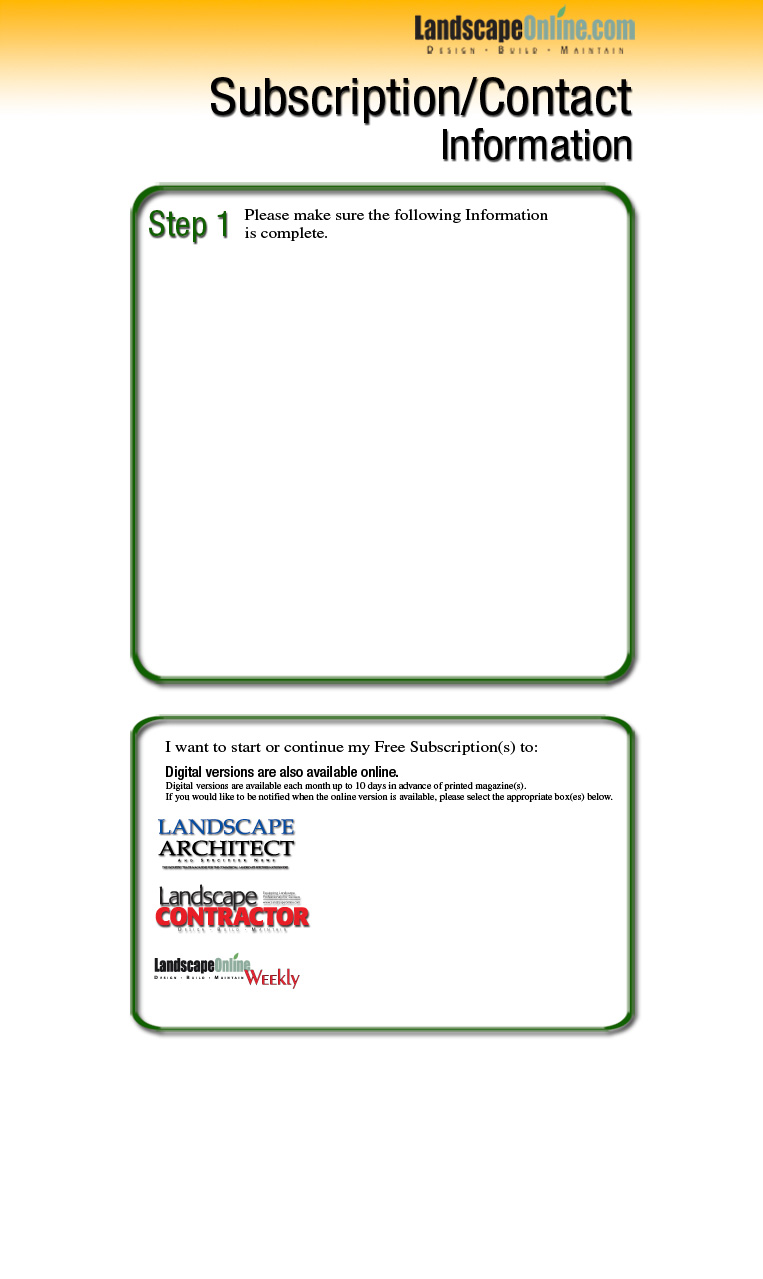 LandscapeOnline.com
Design · Build · Maintain
Subscription/Contact
Information
Step 1 Please make sure the following Information
is complete.
I want to start or continue my Free Subscription(s) to:
Digital versions are also available online.
Digital versions are available each month up to 10 days in advance of printed magazine(s).
If you would like to be notified when the online version is available, please select the appropriate box(es) below.
LANDSCAPE
ARCHITECT
And Specifier News
Landscape
CONTRACTOR
Design · Build · Maintain
LandscapeOnline
Design · Build · Maintain Weekly